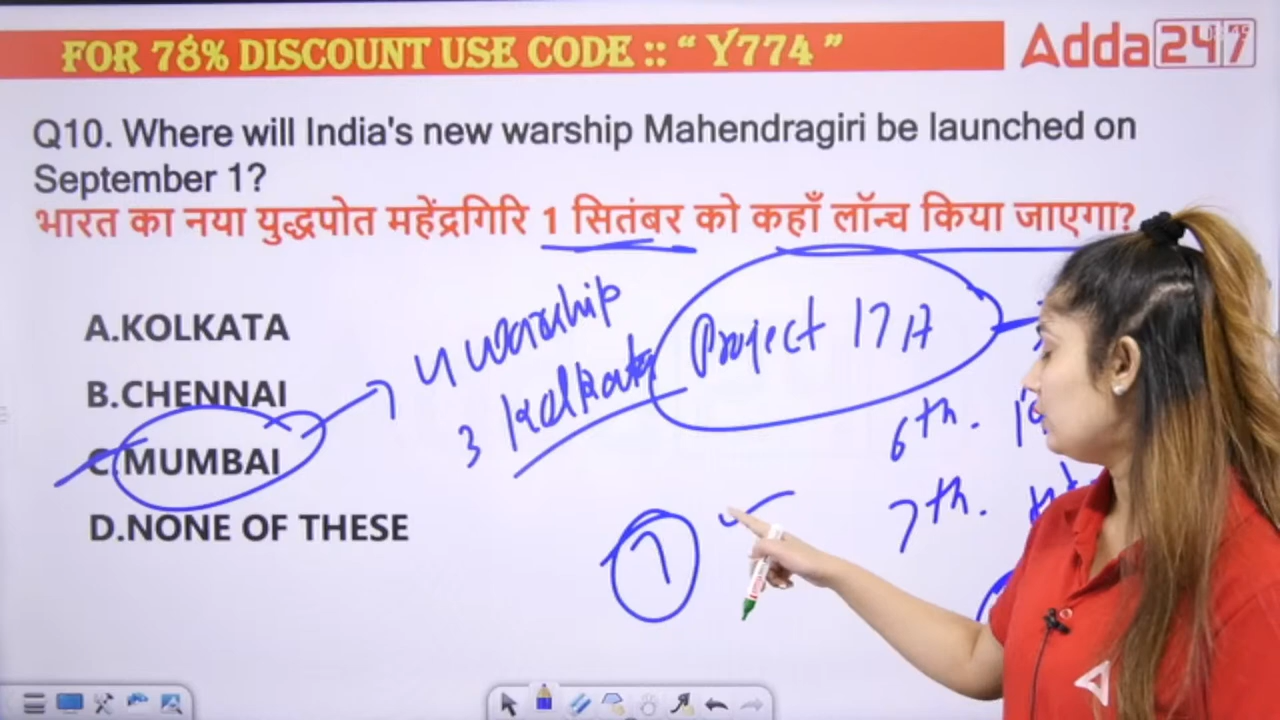 FOR 78% DISCOUNT USE CODE :: “ Y774 ”
Adda247
Q10. Where will India's new warship Mahendragiri be launched on
September 1?
भारत का नया युद्धपोत महेंद्रगिरि 1 सितंबर को कहाँ लॉन्च किया जाएगा?
A.KOLKATA
B.CHENNAI
C.MUMBAI
D.NONE OF THESE
4 warship
3 Kolkata
Project 17A
6th.
7th.
7